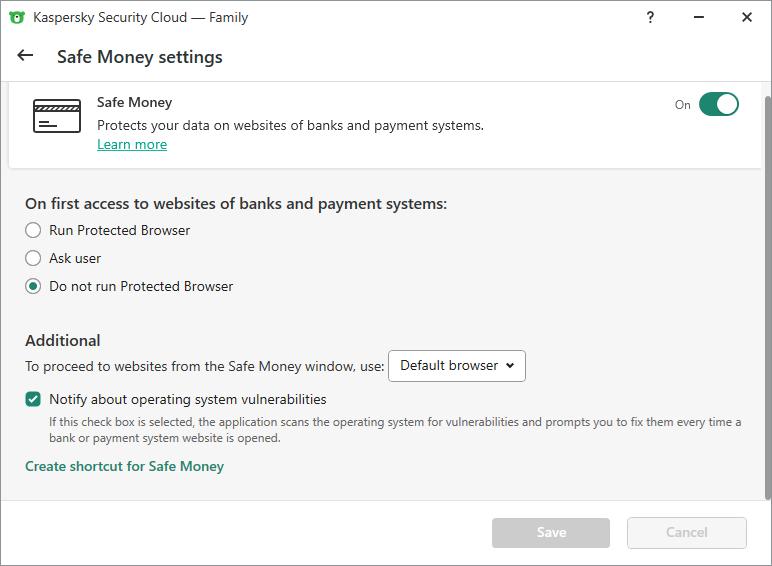 Kaspersky Security Cloud — Family
?
Safe Money settings
Safe Money
On
Protects your data on websites of banks and payment systems.
Learn more
On first access to websites of banks and payment systems:
Run Protected Browser
Ask user
Do not run Protected Browser
Additional
To proceed to websites from the Safe Money window, use: Default browser
Notify about operating system vulnerabilities
If this check box is selected, the application scans the operating system for vulnerabilities and prompts you to fix them every time a
bank or payment system website is opened.
Create shortcut for Safe Money
Save Cancel